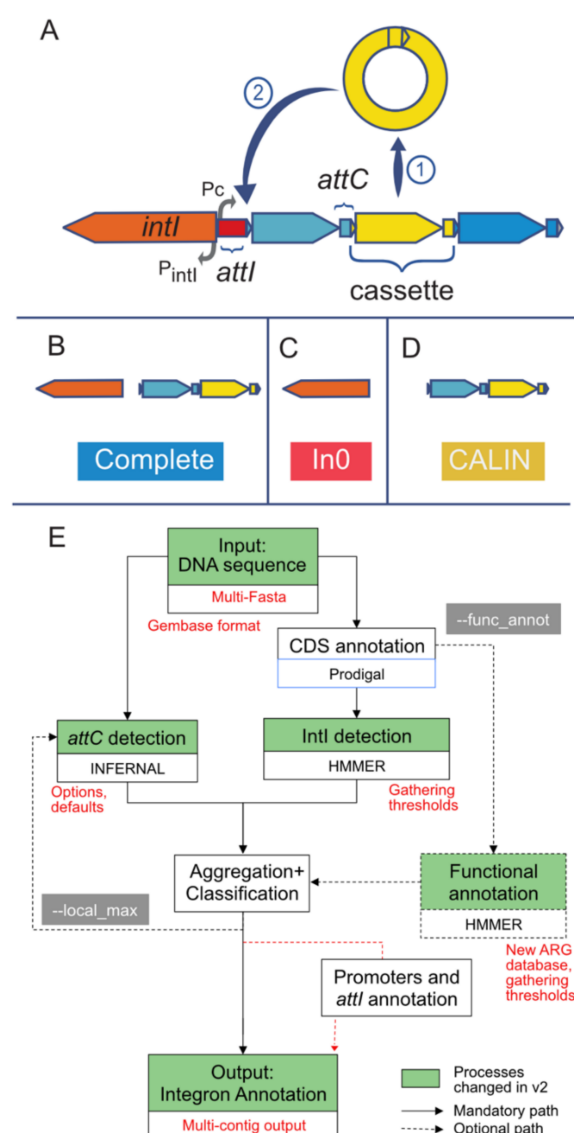 A
2
1
attC
Pc
intI
PintI
attI
cassette
B
C
D
Complete
In0
CALIN
E
Input:
DNA sequence
Multi-Fasta
Gembase format
--func_annot
CDS annotation
Prodigal
attC detection
INFERNAL
Options,
defaults
IntI detection
HMMER
Gathering
thresholds
Aggregation+
Classification
--local_max
Functional
annotation
HMMER
New ARG
database,
gathering
thresholds
Promoters and
attI annotation
Output:
Integron Annotation
Multi-contig output
Processes
changed in v2
Mandatory path
Optional path